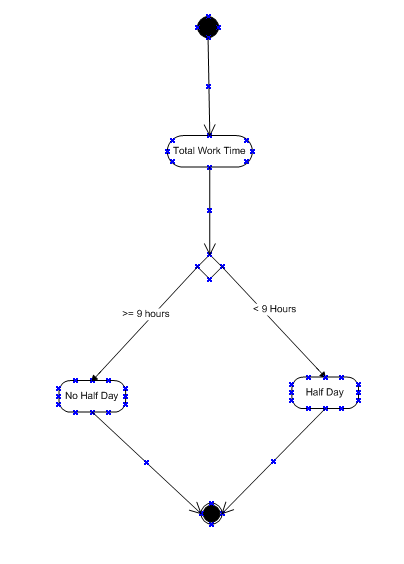 Total Work Time
>= 9 hours
< 9 Hours
No Half Day
Half Day